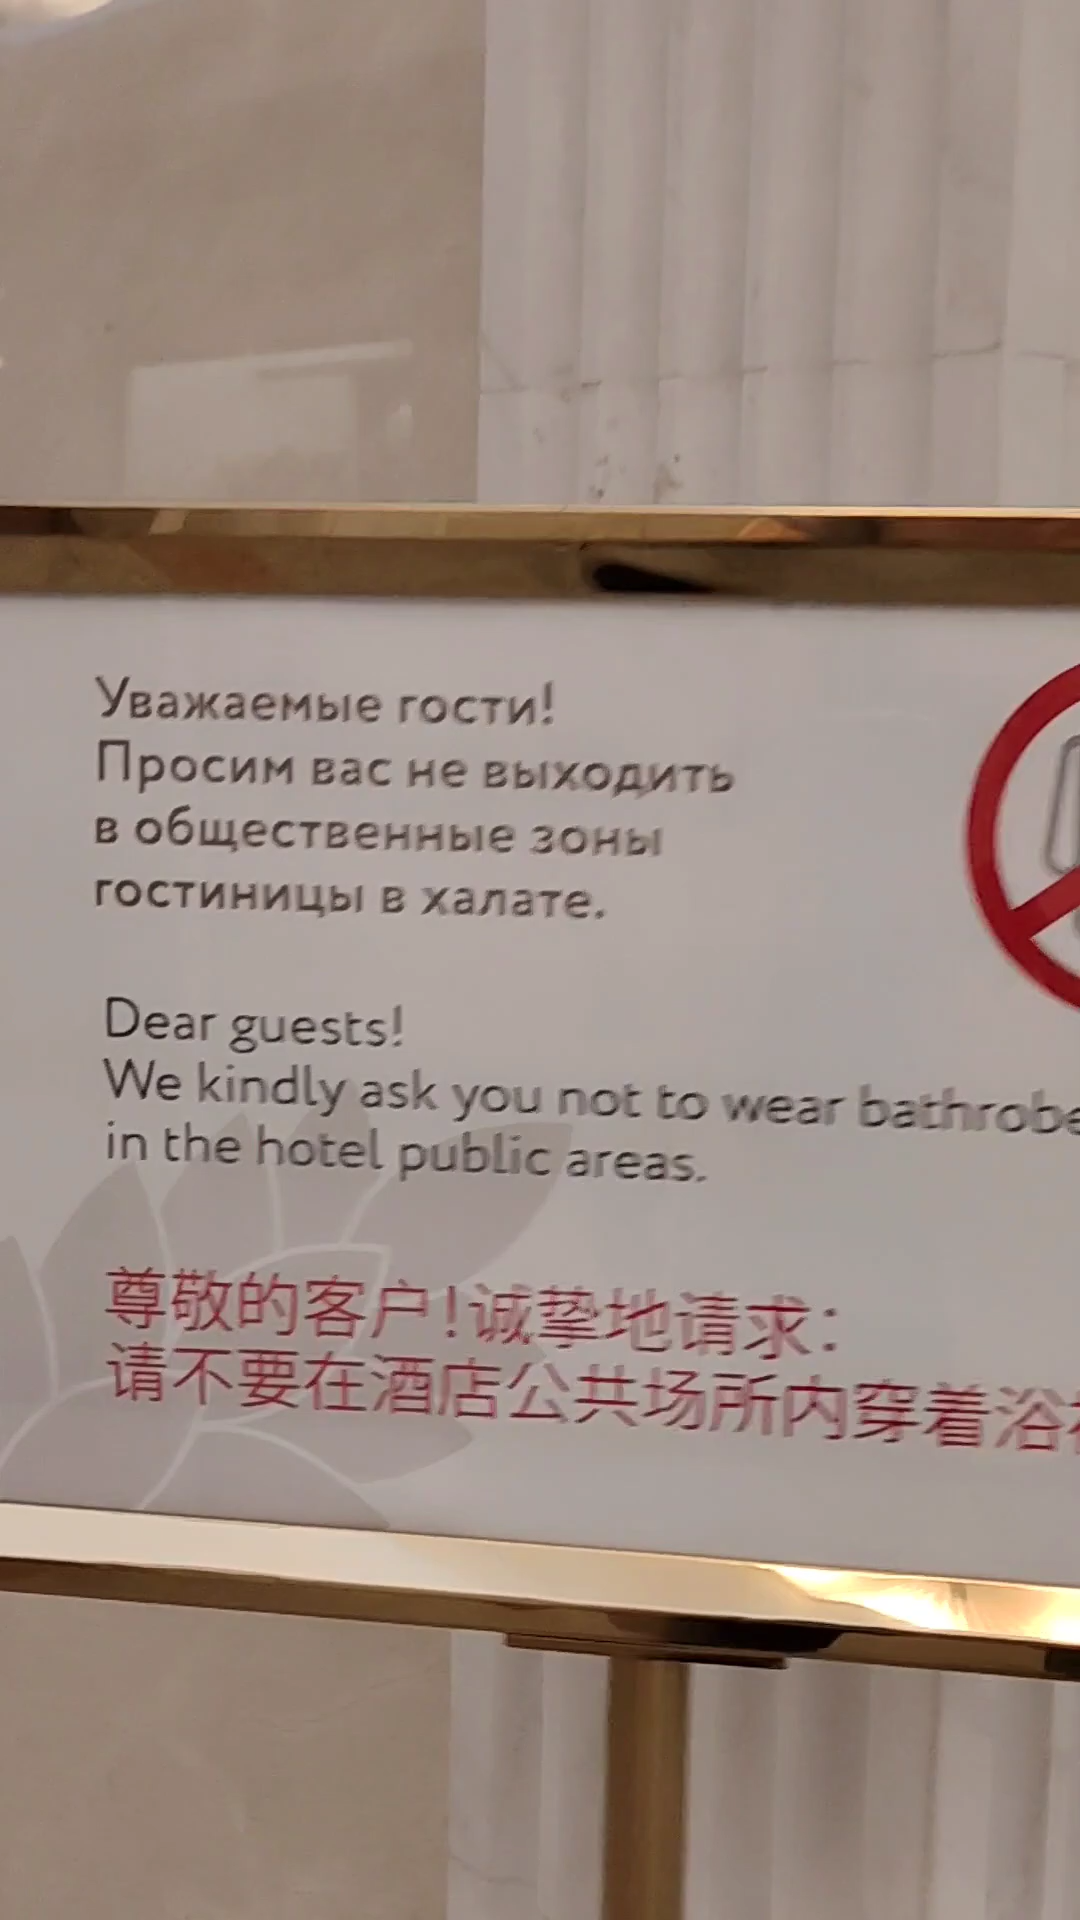 Уважаемые гости!
Просим вас не выходить
в общественные зоны
гостиницы в халате.
Dear guests!
We kindly ask you not to wear bathrobe
in the hotel public areas.
尊敬的客户!诚挚地请求:
请不要在酒店公共场所内穿着浴